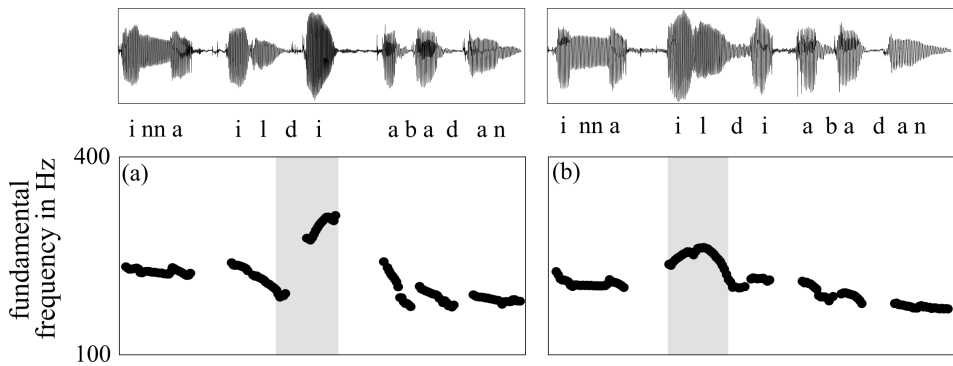 i nn a i l d i a b a d a n
i nn a i l d i a b a d a n
400
(a)
(b)
fundamental
frequency in Hz
100